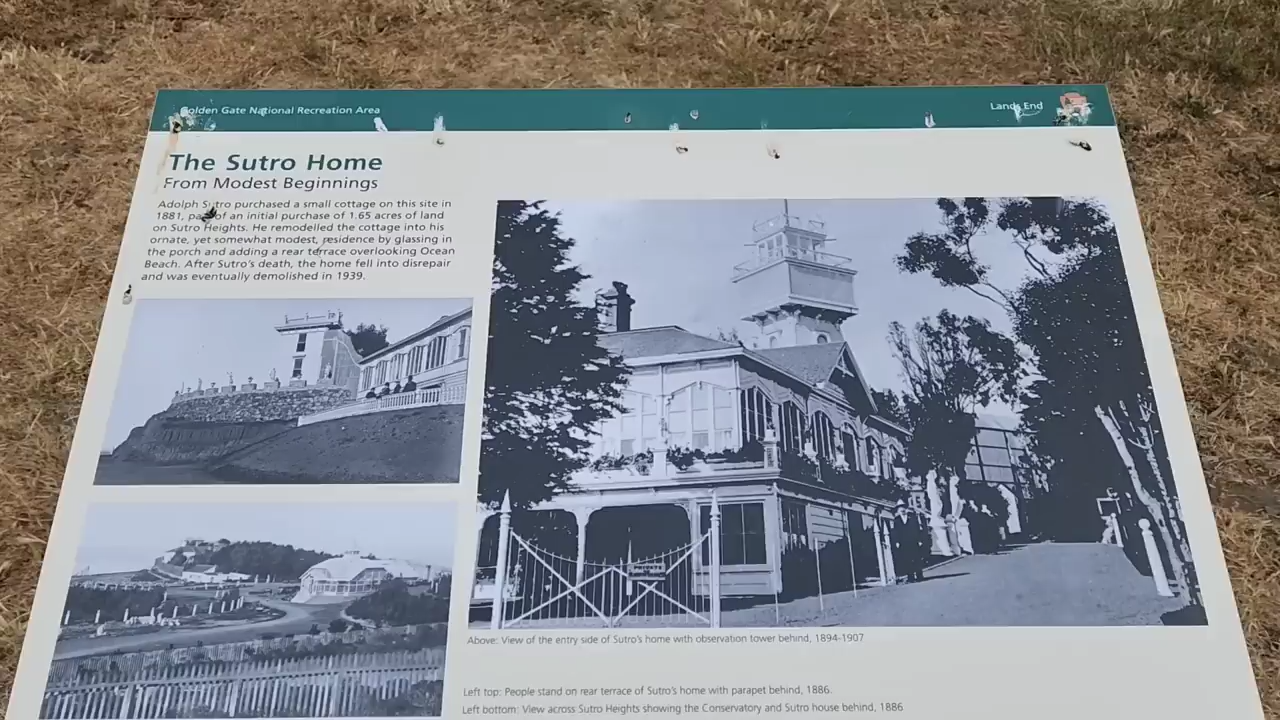 Golden Gate National Recreation Area
Lands End
The Sutro Home
From Modest Beginnings
Adolph Sutro purchased a small cottage on this site in
1881, part of an initial purchase of 1.65 acres of land
on Sutro Heights. He remodelled the cottage into his
ornate, yet somewhat modest, residence by glassing in
the porch and adding a rear terrace overlooking Ocean
Beach. After Sutro's death, the home fell into disrepair
and was eventually demolished in 1939.
Above: View of the entry side of Sutro's home with observation tower behind, 1894-1907
Left top: People stand on rear terrace of Sutro's home with parapet behind, 1886.
Left bottom: View across Sutro Heights showing the Conservatory and Sutro house behind, 1886